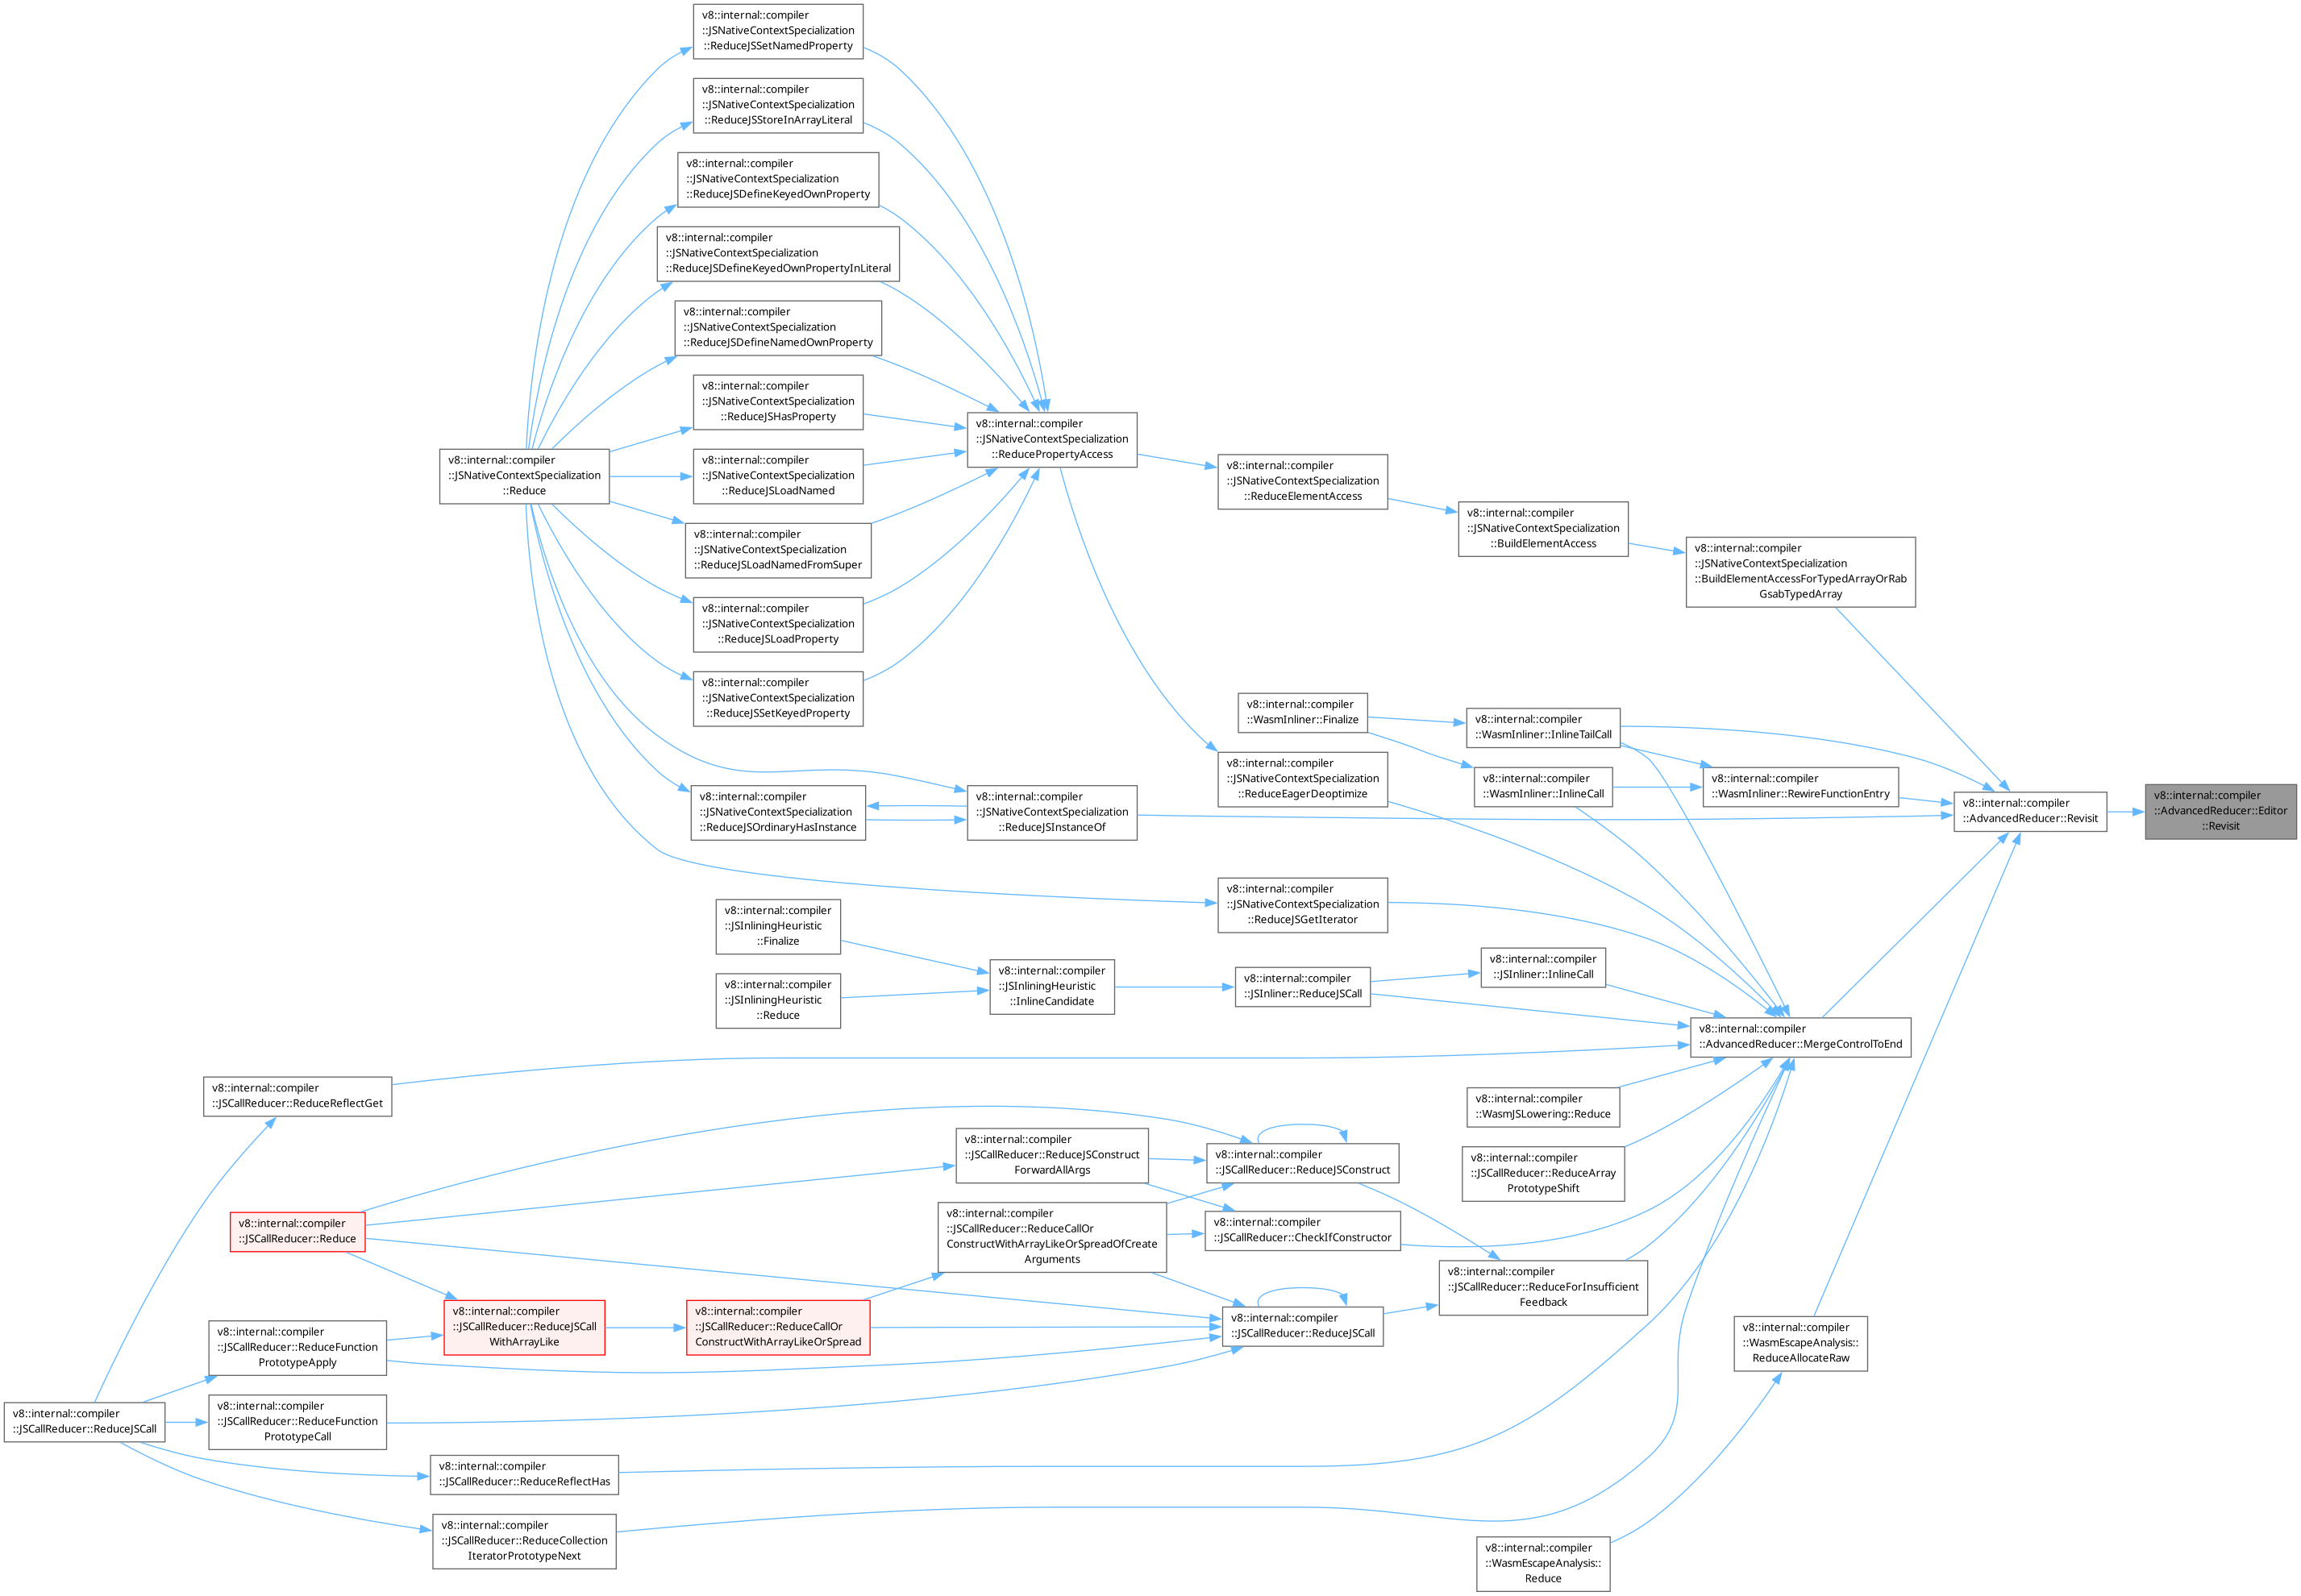 v8::internal::compiler
::JSNativeContextSpecialization
::ReduceJSSetNamedProperty
v8::internal::compiler
::JSNativeContextSpecialization
::ReduceJSStoreInArrayLiteral
v8::internal::compiler
::JSNativeContextSpecialization
::ReduceJSDefineKeyedOwnProperty
v8::internal::compiler
::JSNativeContextSpecialization
::ReduceJSDefineKeyedOwnPropertyInLiteral
v8::internal::compiler
::JSNativeContextSpecialization
::ReduceJSDefineNamedOwnProperty
v8::internal::compiler
::JSNativeContextSpecialization
::ReduceJSHasProperty
v8::internal::compiler
::JSNativeContextSpecialization
::ReducePropertyAccess
v8::internal::compiler
::JSNativeContextSpecialization
::Reduce
v8::internal::compiler
::JSNativeContextSpecialization
::ReduceJSLoadNamed
v8::internal::compiler
::JSNativeContextSpecialization
::ReduceElementAccess
v8::internal::compiler
::JSNativeContextSpecialization
::BuildElementAccess
v8::internal::compiler
::JSNativeContextSpecialization
::ReduceJSLoadNamedFromSuper
v8::internal::compiler
::JSNativeContextSpecialization
::BuildElementAccessForTypedArrayOrRab
GsabTypedArray
v8::internal::compiler
::JSNativeContextSpecialization
::ReduceJSLoadProperty
v8::internal::compiler
::JSNativeContextSpecialization
::ReduceJSSetKeyedProperty
v8::internal::compiler
::WasmInliner::Finalize
v8::internal::compiler
::WasmInliner::InlineTailCall
v8::internal::compiler
::JSNativeContextSpecialization
::ReduceEagerDeoptimize
v8::internal::compiler
::WasmInliner::InlineCall
v8::internal::compiler
::WasmInliner::RewireFunctionEntry
v8::internal::compiler
::JSNativeContextSpecialization
::ReduceJSOrdinaryHasInstance
v8::internal::compiler
::JSNativeContextSpecialization
::ReduceJSInstanceOf
v8::internal::compiler
::AdvancedReducer::Revisit
v8::internal::compiler
::AdvancedReducer::Editor
::Revisit
v8::internal::compiler
::JSNativeContextSpecialization
::ReduceJSGetIterator
v8::internal::compiler
::JSInliningHeuristic
::Finalize
v8::internal::compiler
::JSInliner::InlineCall
v8::internal::compiler
::JSInliningHeuristic
::InlineCandidate
v8::internal::compiler
::JSInliner::ReduceJSCall
v8::internal::compiler
::JSInliningHeuristic
::Reduce
v8::internal::compiler
::AdvancedReducer::MergeControlToEnd
v8::internal::compiler
::JSCallReducer::ReduceReflectGet
v8::internal::compiler
::WasmJSLowering::Reduce
v8::internal::compiler
::JSCallReducer::ReduceJSConstruct
ForwardAllArgs
v8::internal::compiler
::JSCallReducer::ReduceJSConstruct
v8::internal::compiler
::JSCallReducer::ReduceArray
PrototypeShift
v8::internal::compiler
::JSCallReducer::Reduce
v8::internal::compiler
::JSCallReducer::ReduceCallOr
ConstructWithArrayLikeOrSpreadOfCreate
Arguments
v8::internal::compiler
::JSCallReducer::CheckIfConstructor
v8::internal::compiler
::JSCallReducer::ReduceForInsufficient
Feedback
v8::internal::compiler
::JSCallReducer::ReduceJSCall
WithArrayLike
v8::internal::compiler
::JSCallReducer::ReduceCallOr
ConstructWithArrayLikeOrSpread
v8::internal::compiler
::JSCallReducer::ReduceJSCall
v8::internal::compiler
::WasmEscapeAnalysis::
ReduceAllocateRaw
v8::internal::compiler
::JSCallReducer::ReduceFunction
PrototypeApply
v8::internal::compiler
::JSCallReducer::ReduceJSCall
v8::internal::compiler
::JSCallReducer::ReduceFunction
PrototypeCall
v8::internal::compiler
::JSCallReducer::ReduceReflectHas
v8::internal::compiler
::JSCallReducer::ReduceCollection
IteratorPrototypeNext
v8::internal::compiler
::WasmEscapeAnalysis::
Reduce